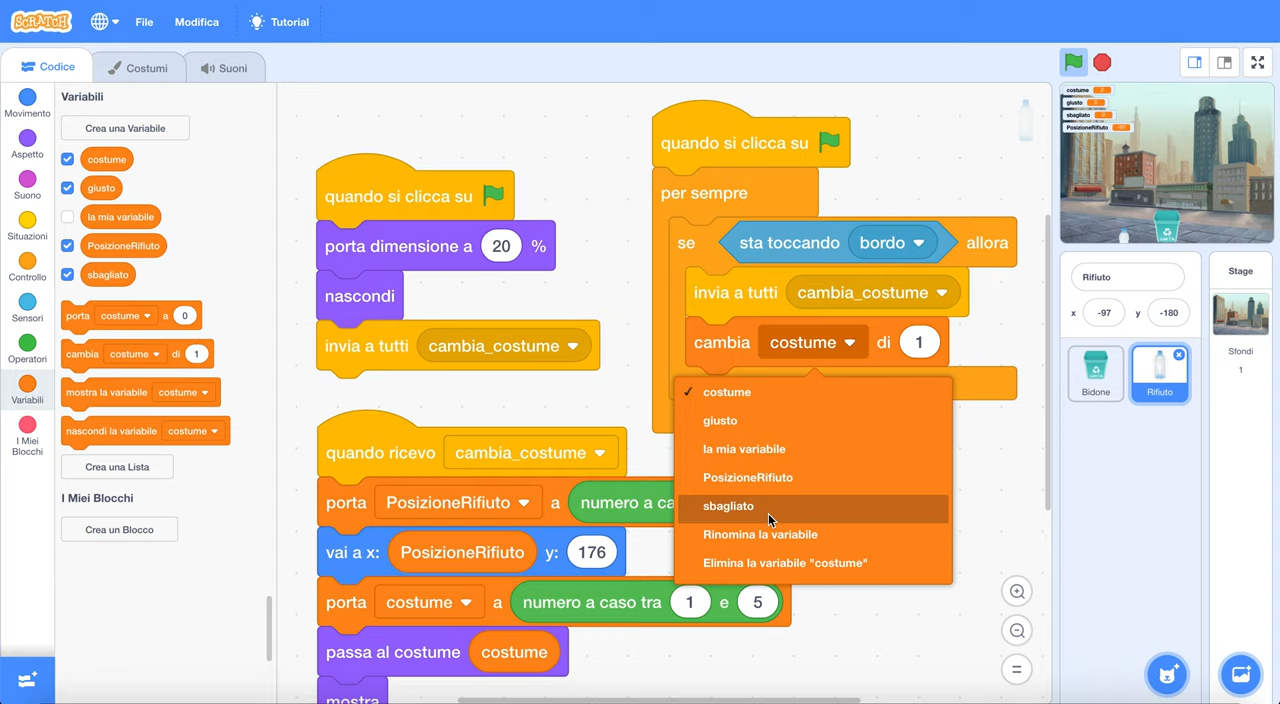 SCRATCH
File
Modifica
Tutorial
Codice
Costumi
Suoni
Movimento
Aspetto
Suono
Situazioni
Controllo
Sensori
Operatori
Variabili
I Miei
Blocchi
Variabili
Crea una Variabile
costume
giusto
la mia variabile
PosizioneRifiuto
sbagliato
porta costume a 0
cambia costume di 1
mostra la variabile costume
nascondi la variabile costume
Crea una Lista
I Miei Blocchi
Crea un Blocco
quando si clicca su
porta dimensione a 20 %
nascondi
invia a tutti cambia_costume
quando ricevo cambia_costume
porta PosizioneRifiuto a numero a ca
vai a x: PosizioneRifiuto y: 176
porta costume a numero a caso tra 1 e 5
passa al costume costume
mostra
quando si clicca su
per sempre
se sta toccando bordo allora
invia a tutti cambia_costume
cambia costume di 1
costume
giusto
la mia variabile
PosizioneRifiuto
sbagliato
Rinomina la variabile
Elimina la variabile "costume"
costume
giusto
sbagliato
PosizioneRifiuto
Rifiuto
x -97 y -180
Bidone
Rifiuto
Stage
Sfondi
1